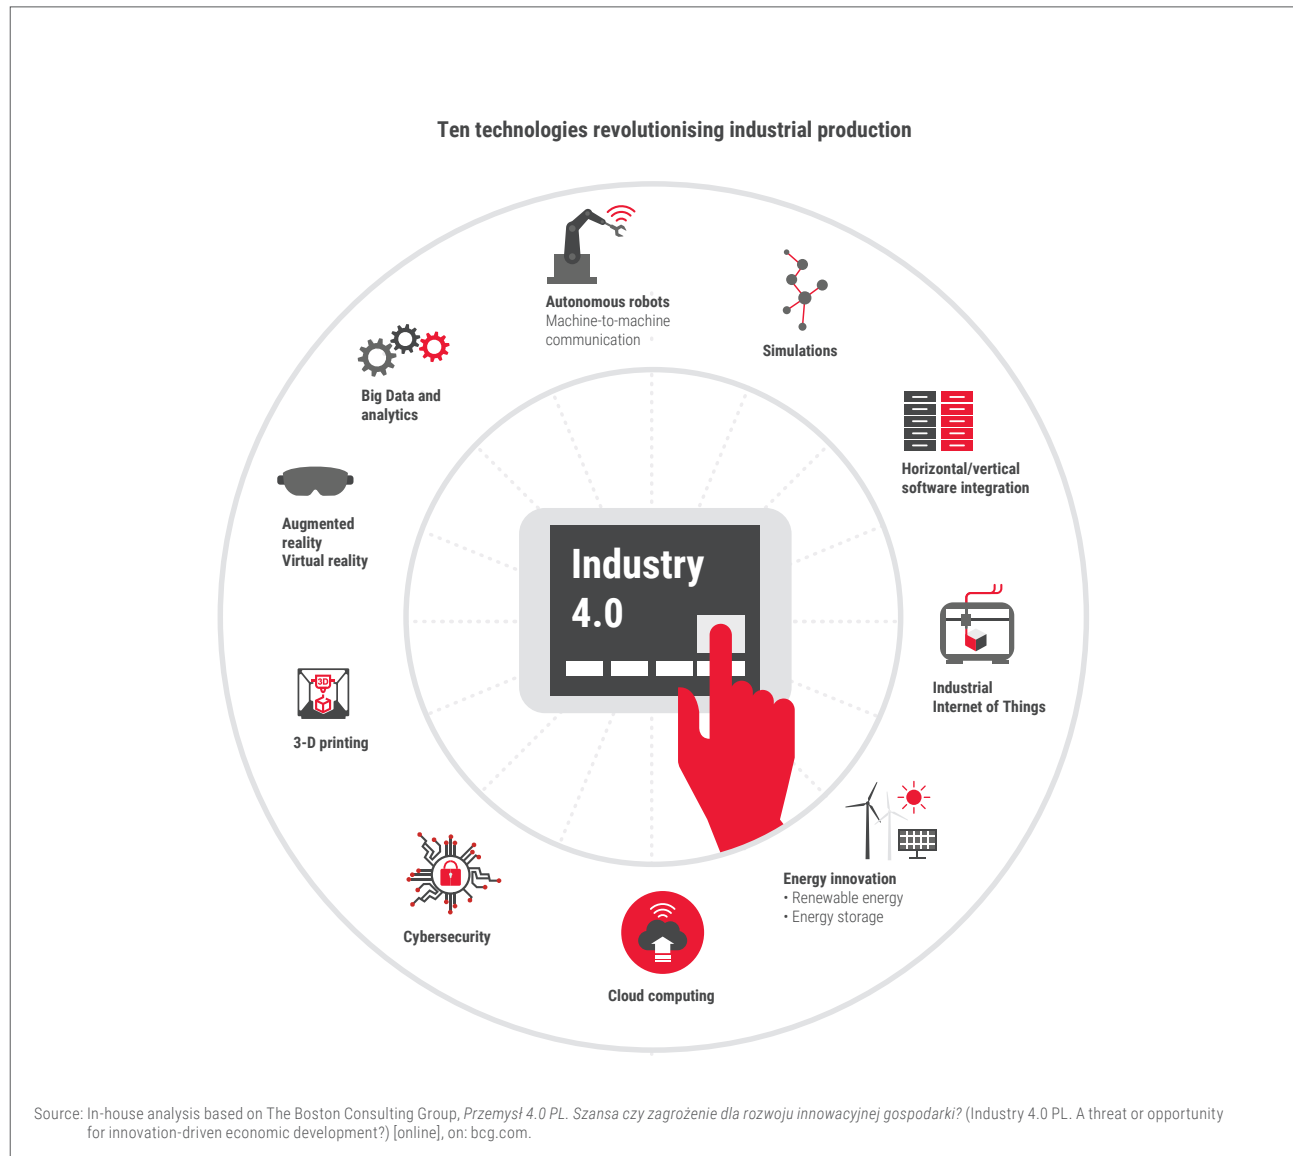 Ten technologies revolutionising industrial production
Autonomous robots
Machine-to-machine
communication
Simulations
Big Data and
analytics
Horizontal/vertical
software integration
Augmented
reality
Virtual reality
Industry
4.0
Industrial
Internet of Things
3D
3-D printing
Energy innovation
• Renewable energy
• Energy storage
Cybersecurity
Cloud computing
Source: In-house analysis based on The Boston Consulting Group, Przemysł 4.0 PL. Szansa czy zagrożenie dla rozwoju innowacyjnej gospodarki? (Industry 4.0 PL. A threat or opportunity
for innovation-driven economic development?) [online], on: bcg.com.